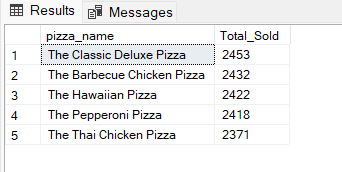 Results Messages
pizza_name Total_Sold
1 The Classic Deluxe Pizza 2453
2 The Barbecue Chicken Pizza 2432
3 The Hawaiian Pizza 2422
4 The Pepperoni Pizza 2418
5 The Thai Chicken Pizza 2371